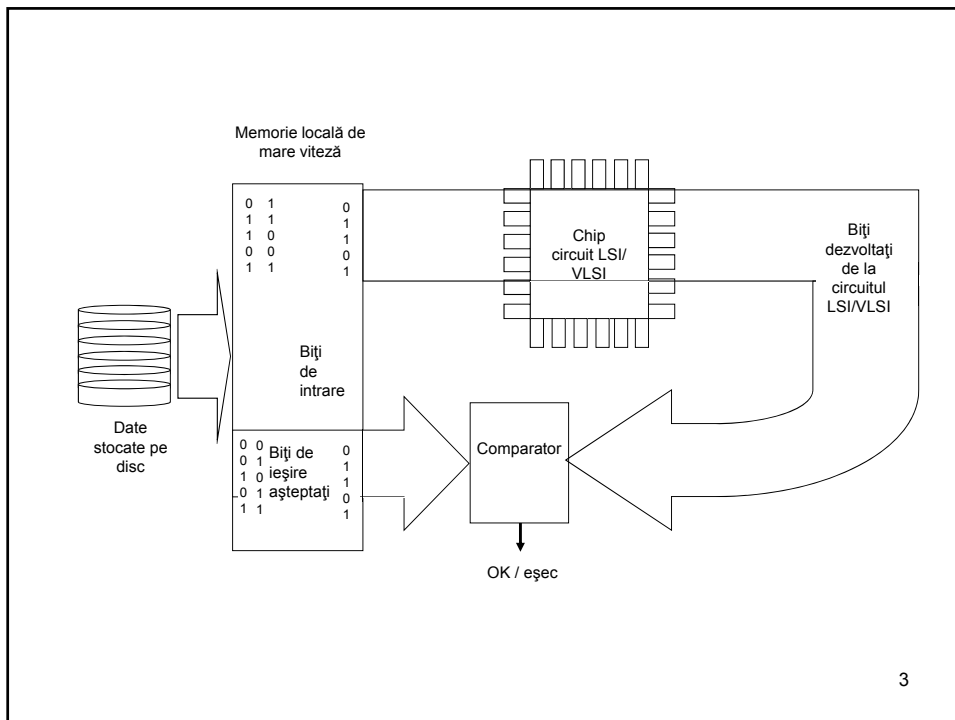 Memorie locală de
mare viteză
0 1 0
1 1 1
1 0 1
0 0 0
1 1 1
Chip
circuit LSI/
VLSI
Biţi
dezvoltaţi
de la
circuitul
LSI/VLSI
Biţi
de
intrare
Date
stocate pe
disc
0 0 0
0 1 1
1 0 1
0 1 0
1 1 1
Biţi de
ieşire
aşteptaţi
Comparator
OK / eşec
3